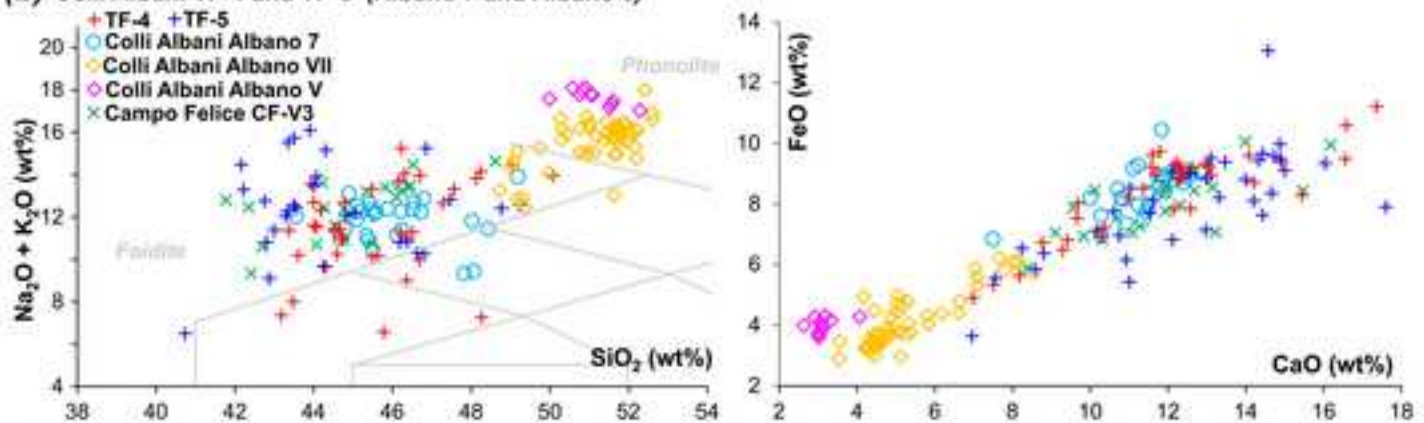 TF-4 TF-5
Colli Albani Albano 7
Colli Albani Albano VII
Colli Albani Albano V
Campo Felice CF-V3
Phonolite
Foidite
Na₂O + K₂O (wt%)
20
18
16
12
8
4
SiO₂ (wt%)
38 40 42 44 46 48 50 52 54
FeO (wt%)
14
12
10
8
6
4
2
CaO (wt%)
2 4 6 8 10 12 14 16 18